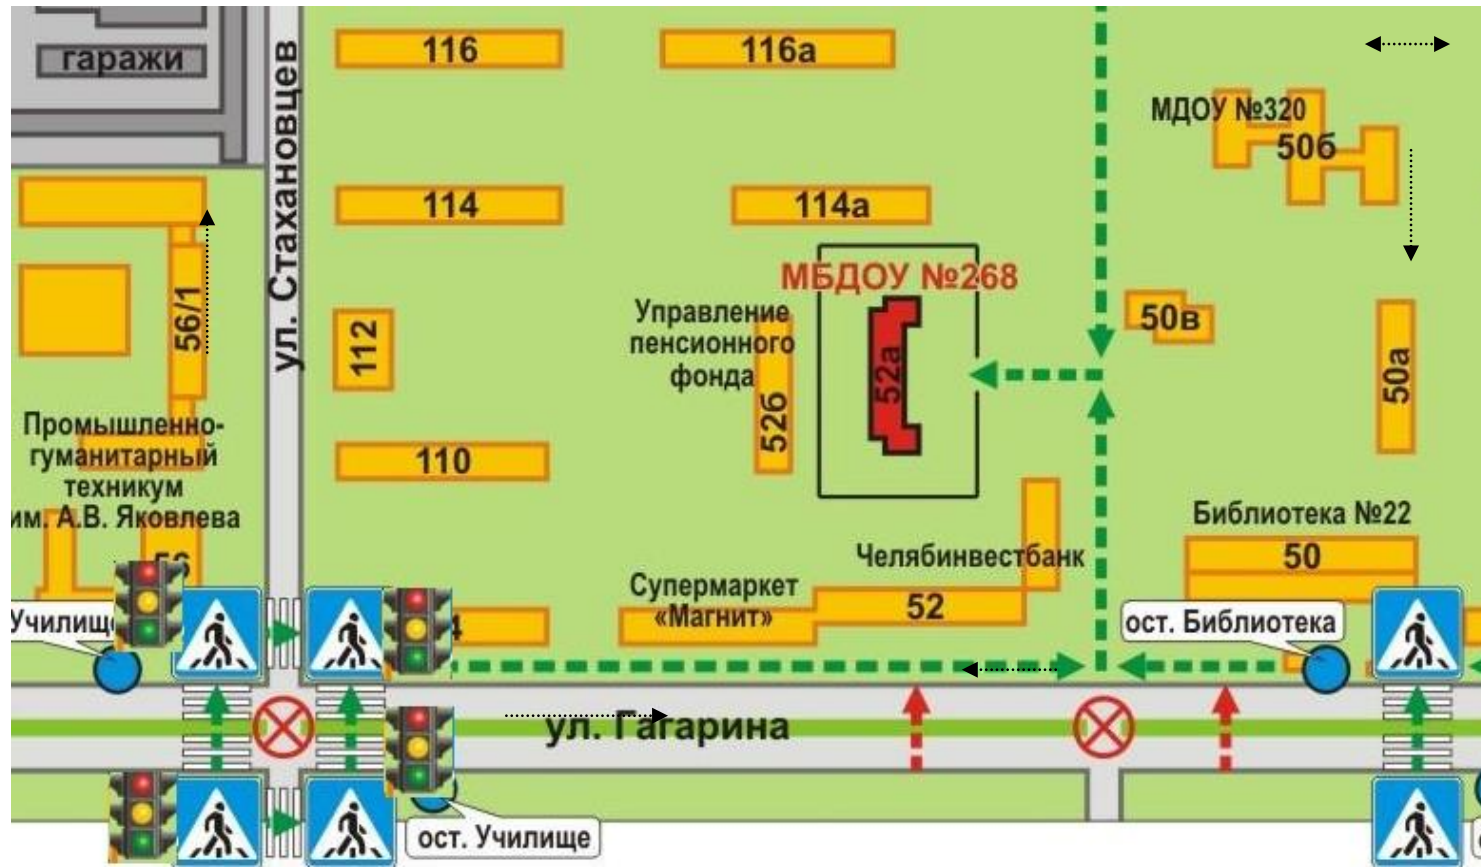 гаражи
116
116а
МДОУ №320
50б
ул. Стахановцев
114
114а
МБДОУ №268
56/1
Управление
пенсионного
фонда
112
52б
52а
50в
50а
Промышленно-
гуманитарный
техникум
им. А.В. Яковлева
110
Библиотека №22
50
Челябинвестбанк
Супермаркет
«Магнит»
52
ост. Библиотека
ул. Гагарина
ост. Училище